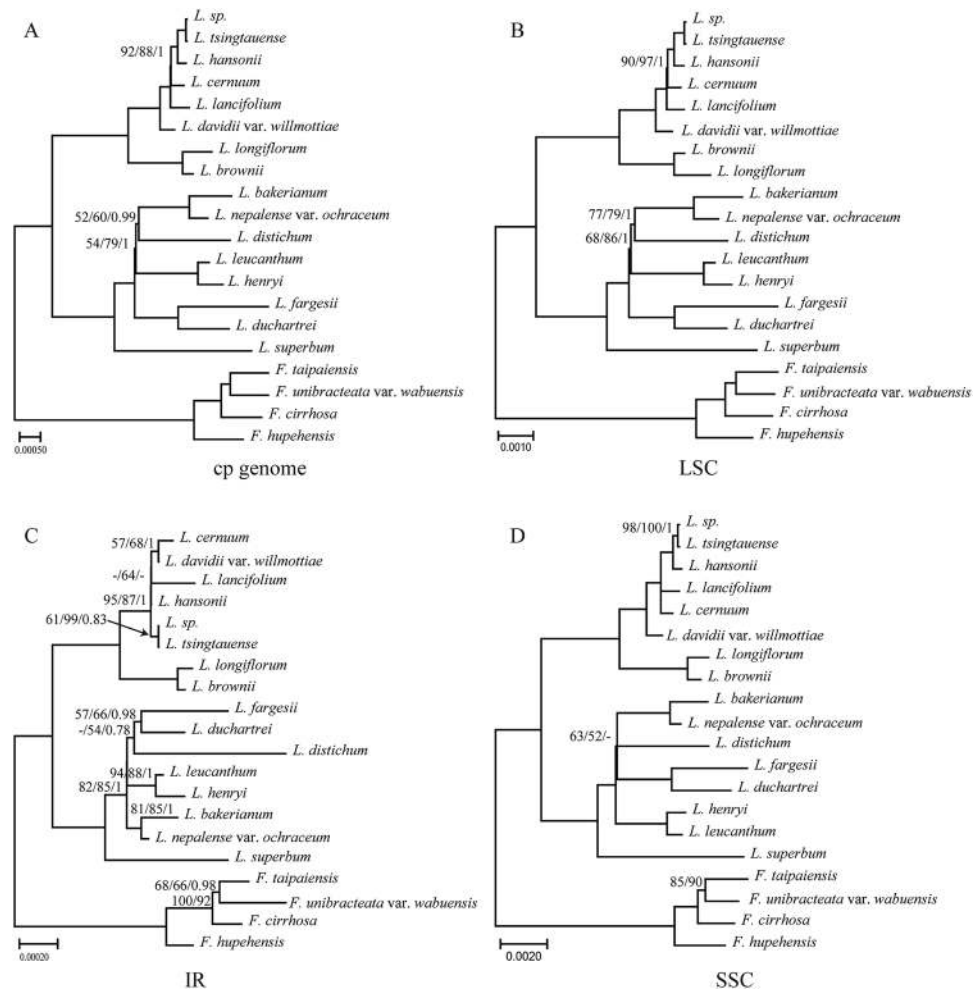 A
L. sp.
L. tsingtauense
92/88/1
L. hansonii
L. cernuum
L. lancifolium
L. davidii var. willmottiae
L. longiflorum
L. brownii
L. bakerianum
52/60/0.99
L. nepalense var. ochraceum
L. distichum
54/79/1
L. leucanthum
L. henryi
L. fargesii
L. duchartrei
L. superbum
F. taipaiensis
F. unibracteata var. wabuensis
F. cirrhosa
F. hupehensis
0.00050
cp genome
B
L. sp.
L. tsingtauense
90/97/1
L. hansonii
L. cernuum
L. lancifolium
L. davidii var. willmottiae
L. brownii
L. longiflorum
L. bakerianum
77/79/1
L. nepalense var. ochraceum
68/86/1
L. distichum
L. leucanthum
L. henryi
L. fargesii
L. duchartrei
L. superbum
F. taipaiensis
F. unibracteata var. wabuensis
F. cirrhosa
F. hupehensis
0.0010
LSC
C
L. cernuum
57/68/1
L. davidii var. willmottiae
-/64/-
L. lancifolium
95/87/1
L. hansonii
61/99/0.83
L. sp.
L. tsingtauense
L. longiflorum
L. brownii
L. fargesii
57/66/0.98
-/54/0.78
L. duchartrei
L. distichum
94/88/1
L. leucanthum
82/85/1
L. henryi
81/85/1
L. bakerianum
L. nepalense var. ochraceum
L. superbum
F. taipaiensis
68/66/0.98
100/92
F. unibracteata var. wabuensis
F. cirrhosa
F. hupehensis
0.00020
IR
D
98/100/1
L. sp.
L. tsingtauense
L. hansonii
L. lancifolium
L. cernuum
L. davidii var. willmottiae
L. longiflorum
L. brownii
L. bakerianum
L. nepalense var. ochraceum
63/52/-
L. distichum
L. fargesii
L. duchartrei
L. henryi
L. leucanthum
L. superbum
85/90
F. taipaiensis
F. unibracteata var. wabuensis
F. cirrhosa
F. hupehensis
0.0020
SSC